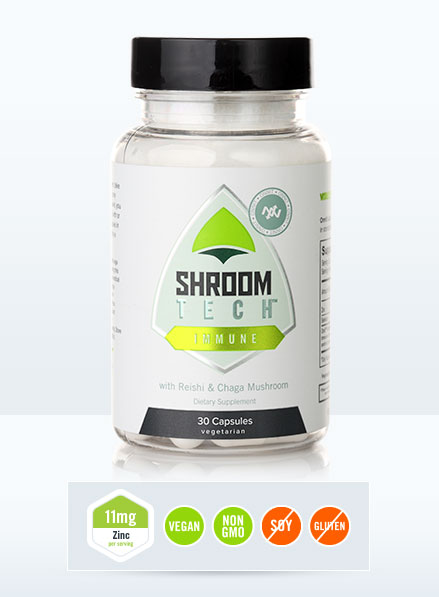 SHROOM
TECH™
IMMUNE
with Reishi & Chaga Mushroom
Dietary Supplement
30 Capsules
vegetarian
11mg
Zinc
per serving
VEGAN
NON
GMO
SOY
GLUTEN